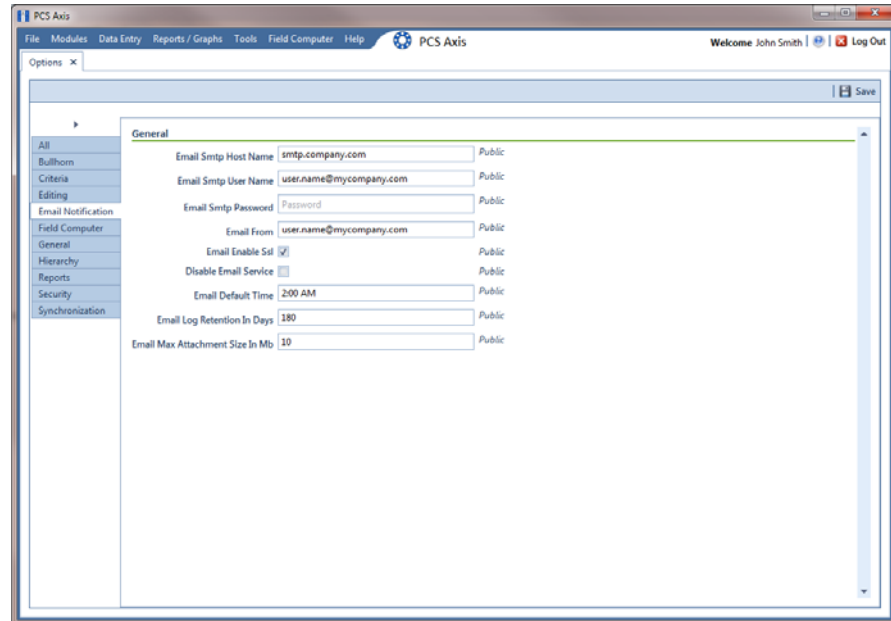 PCS Axis
File Modules Data Entry Reports / Graphs Tools Field Computer Help PCS Axis Welcome John Smith Log Out
Options
Save
All
Bullhorn
Criteria
Editing
Email Notification
Field Computer
General
Hierarchy
Reports
Security
Synchronization
General
Email Smtp Host Name smtp.company.com Public
Email Smtp User Name user.name@mycompany.com Public
Email Smtp Password Password Public
Email From user.name@mycompany.com Public
Email Enable Ssl Public
Disable Email Service Public
Email Default Time 2:00 AM Public
Email Log Retention In Days 180 Public
Email Max Attachment Size In Mb 10 Public